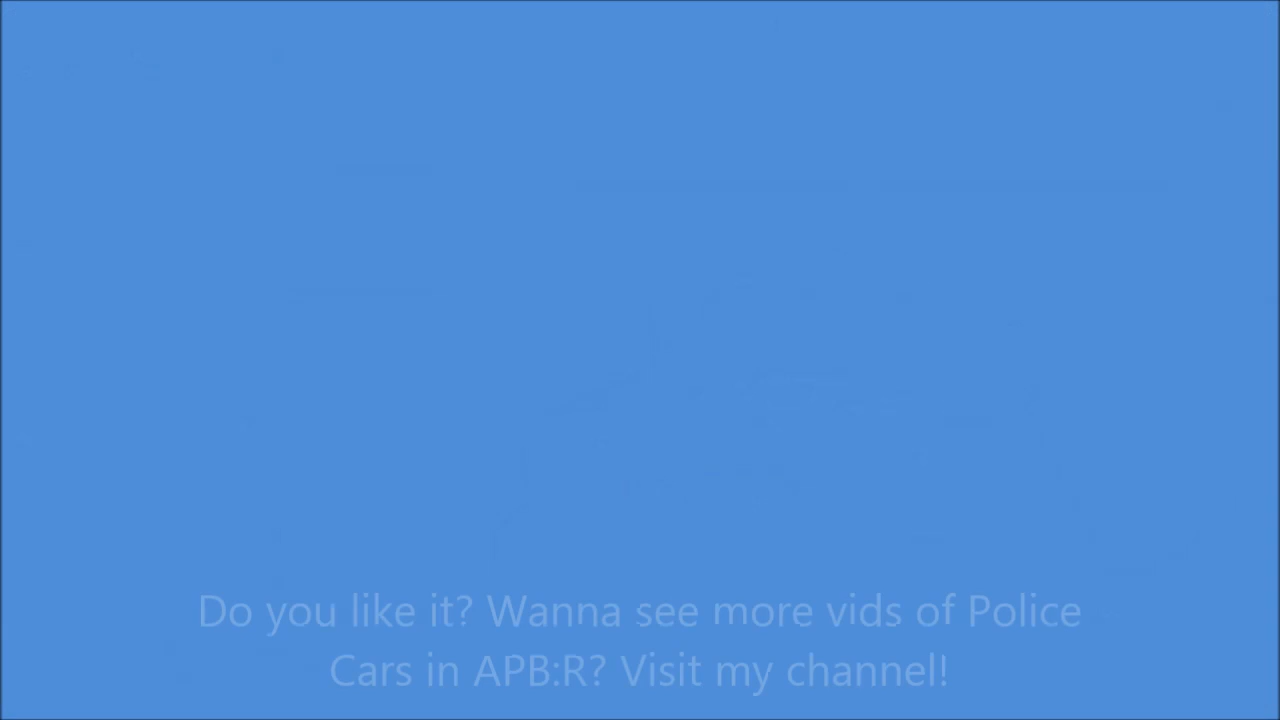 Do you like it? Wanna see more vids of Police
Cars in APB:R? Visit my channel!